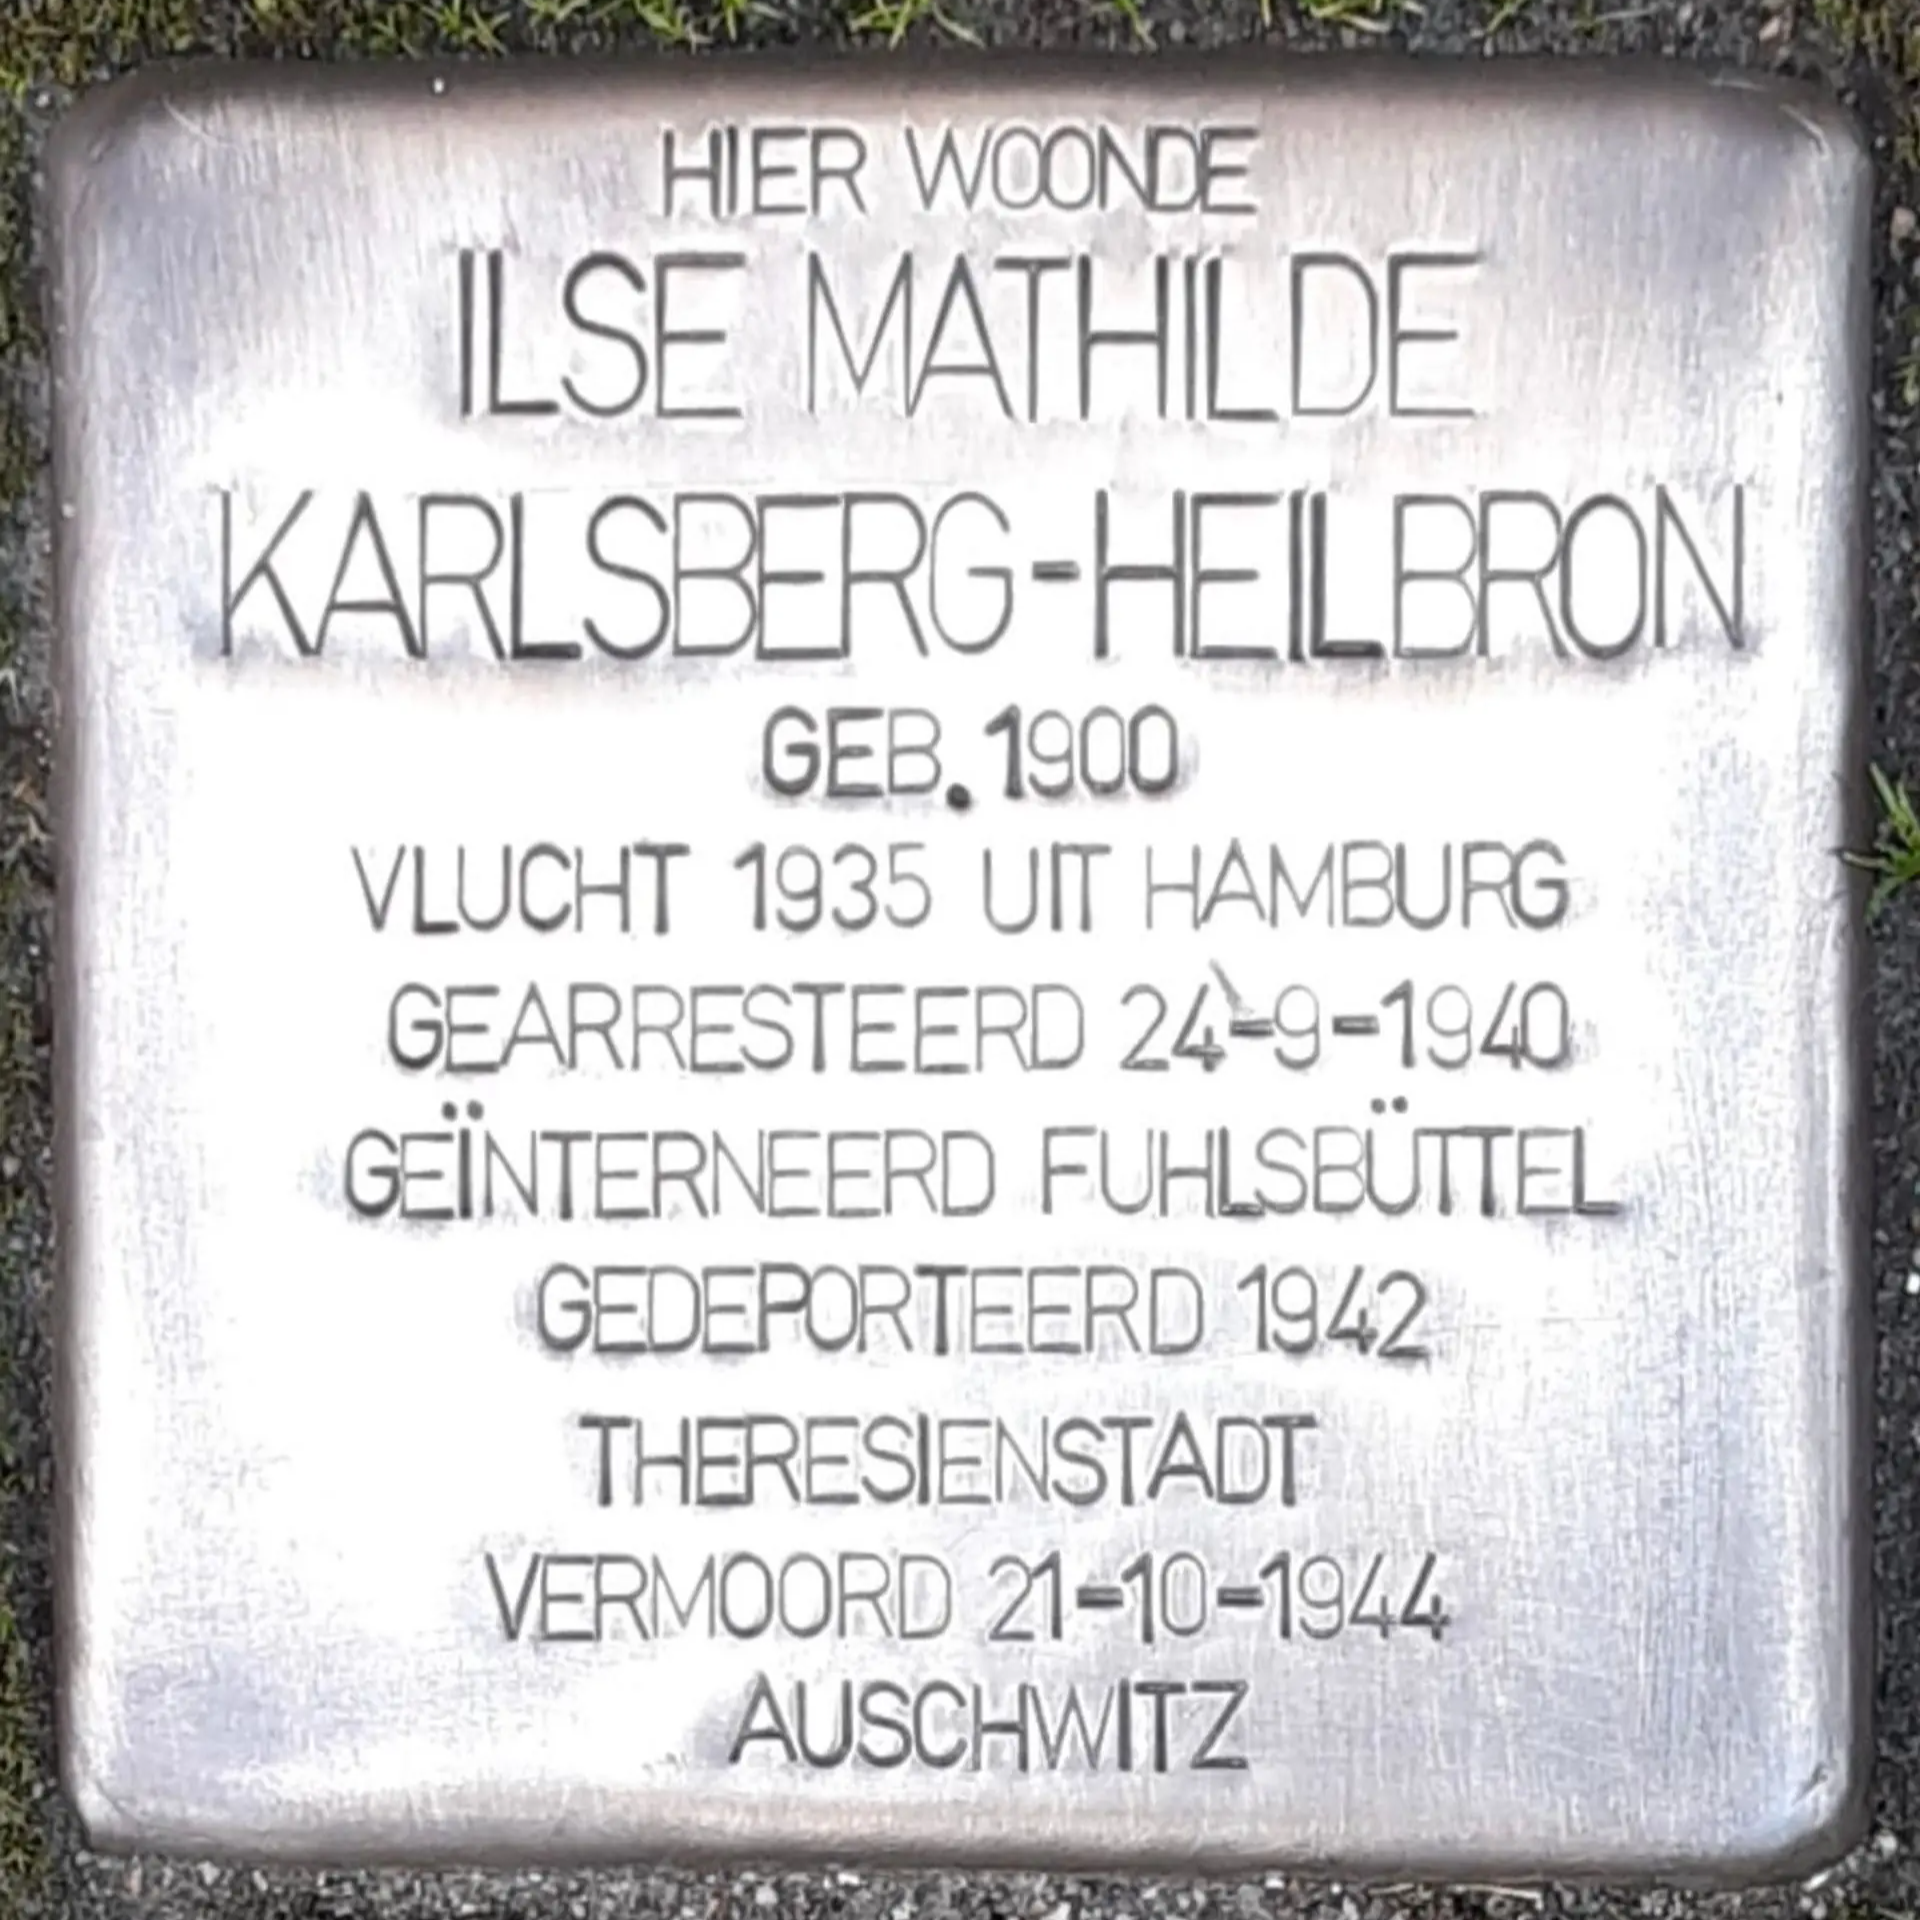 HIER WOONDE
ILSE MATHILDE
KARLSBERG-HEILBRON
GEB. 1900
VLUCHT 1935 UIT HAMBURG
GEARRESTEERD 24-9-1940
GEÏNTERNEERD FUHLSBÜTTEL
GEDEPORTEERD 1942
THERESIENSTADT
VERMOORD 21-10-1944
AUSCHWITZ